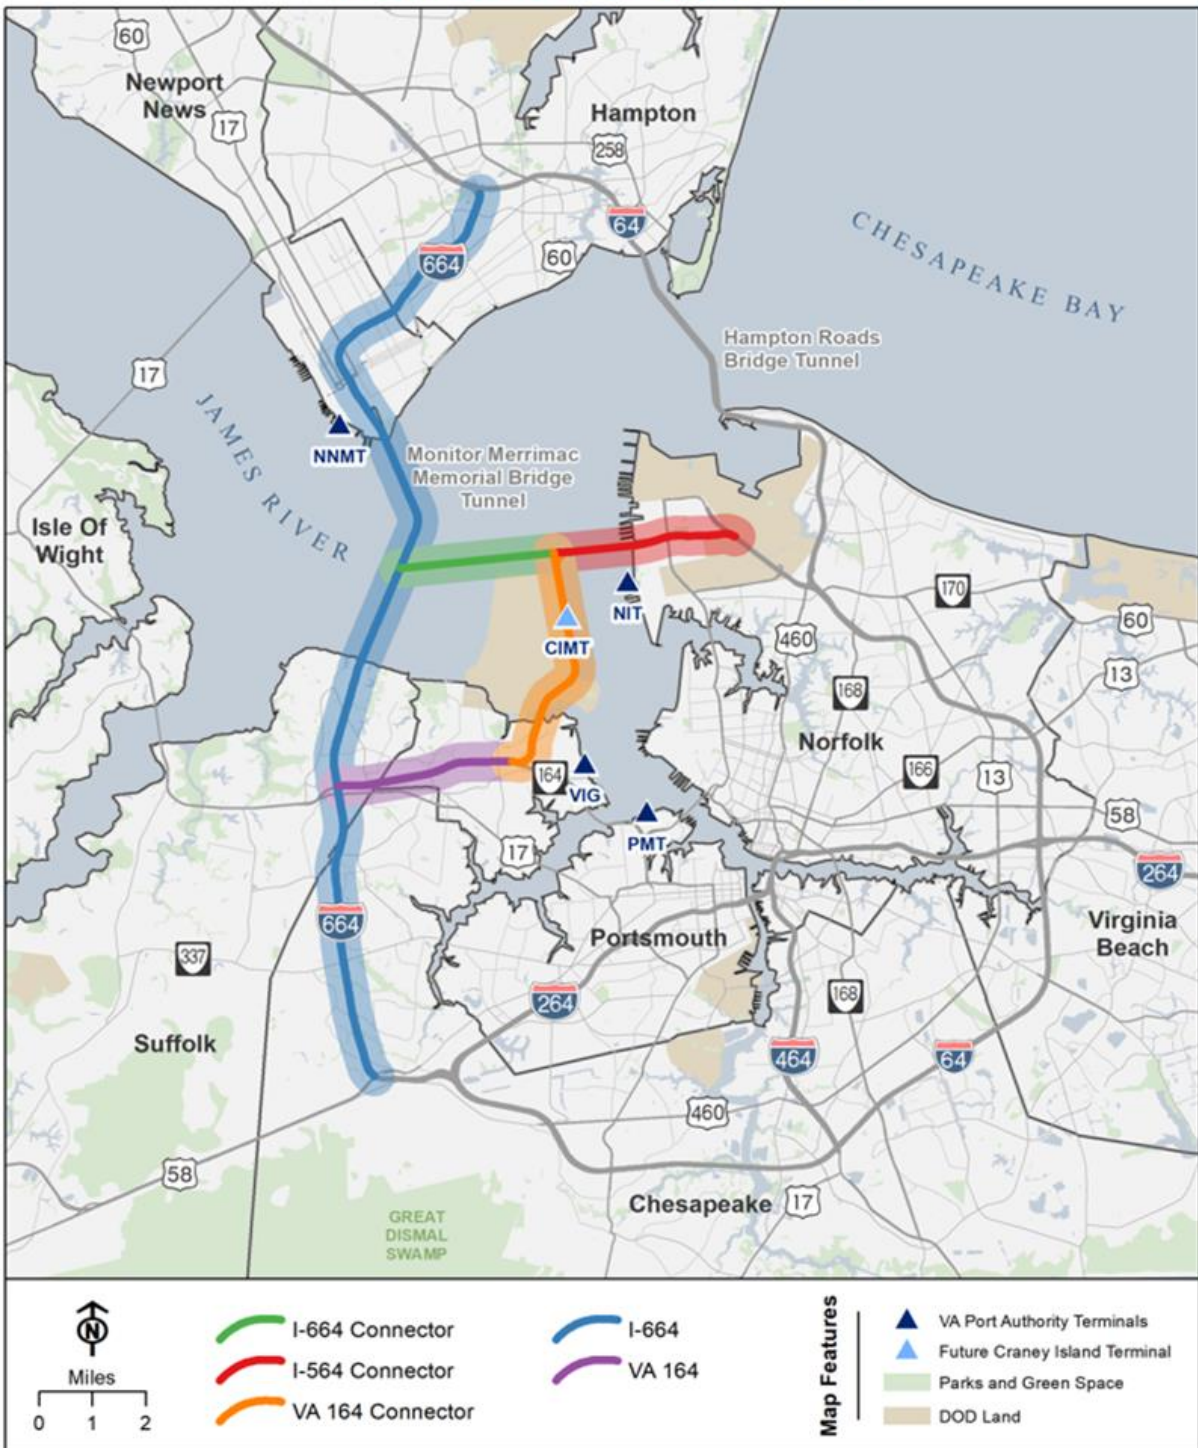 60
Newport
News
17
Hampton
258
64
664
60
CHESAPEAKE BAY
Hampton Roads
Bridge Tunnel
17
JAMES RIVER
NNMT
Monitor Merrimac
Memorial Bridge
Tunnel
Isle Of
Wight
NIT
CIMT
170
60
460
13
168
Norfolk
166
13
164
VIG
PMT
58
17
264
664
Portsmouth
Virginia
Beach
337
264
168
Suffolk
464
64
460
58
Chesapeake
17
GREAT
DISMAL
SWAMP
N
Miles
0 1 2
I-664 Connector
I-564 Connector
VA 164 Connector
I-664
VA 164
Map Features
VA Port Authority Terminals
Future Craney Island Terminal
Parks and Green Space
DOD Land